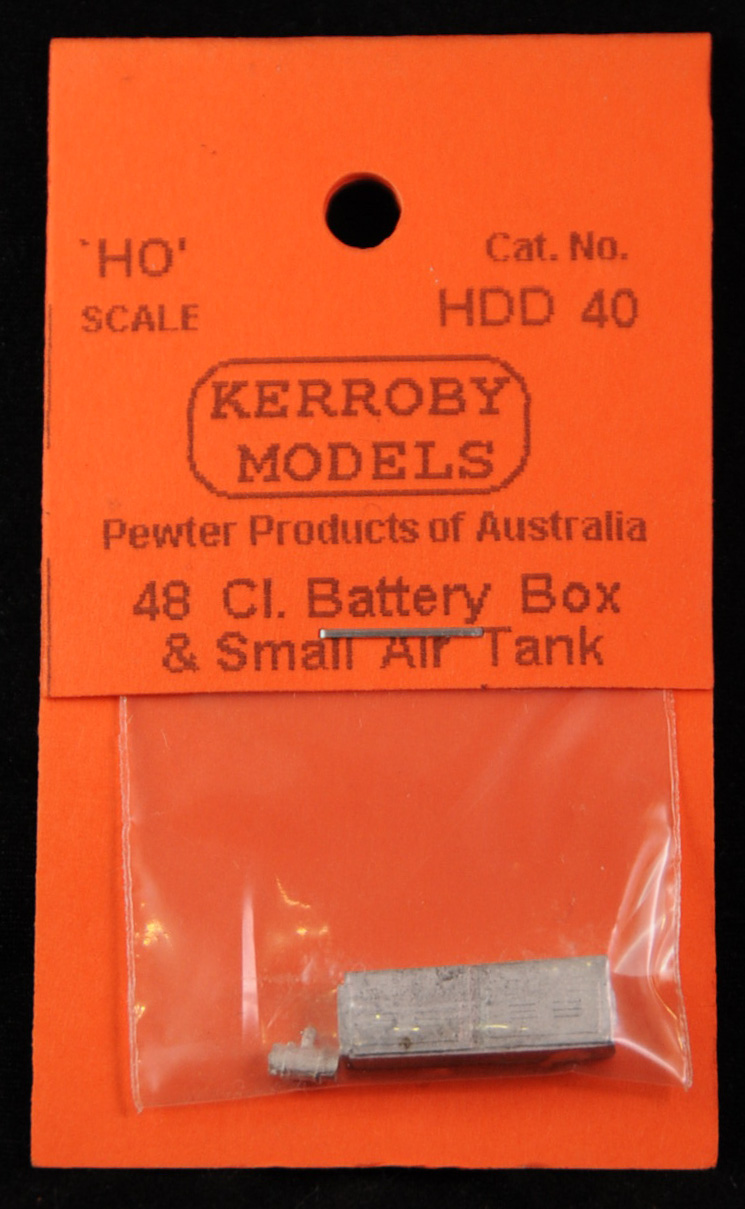 'HO'
SCALE
Cat. No.
HDD 40
KERROBY
MODELS
Pewter Products of Australia
48 Cl. Battery Box
& Small Air Tank